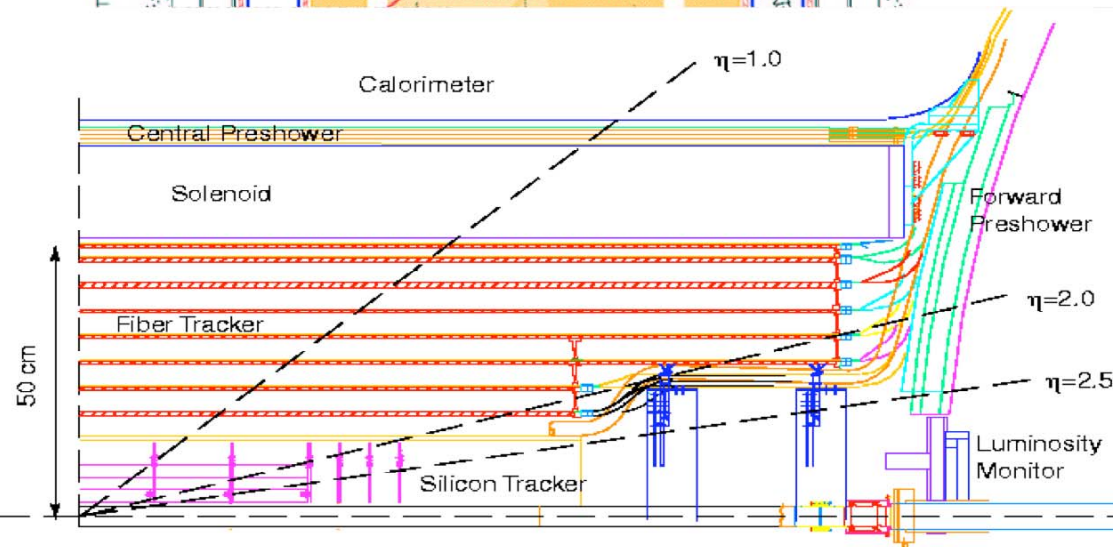 η=1.0
Calorimeter
Central Preshower
Solenoid
Forward
Preshower
η=2.0
Fiber Tracker
50 cm
η=2.5
Luminosity
Monitor
Silicon Tracker